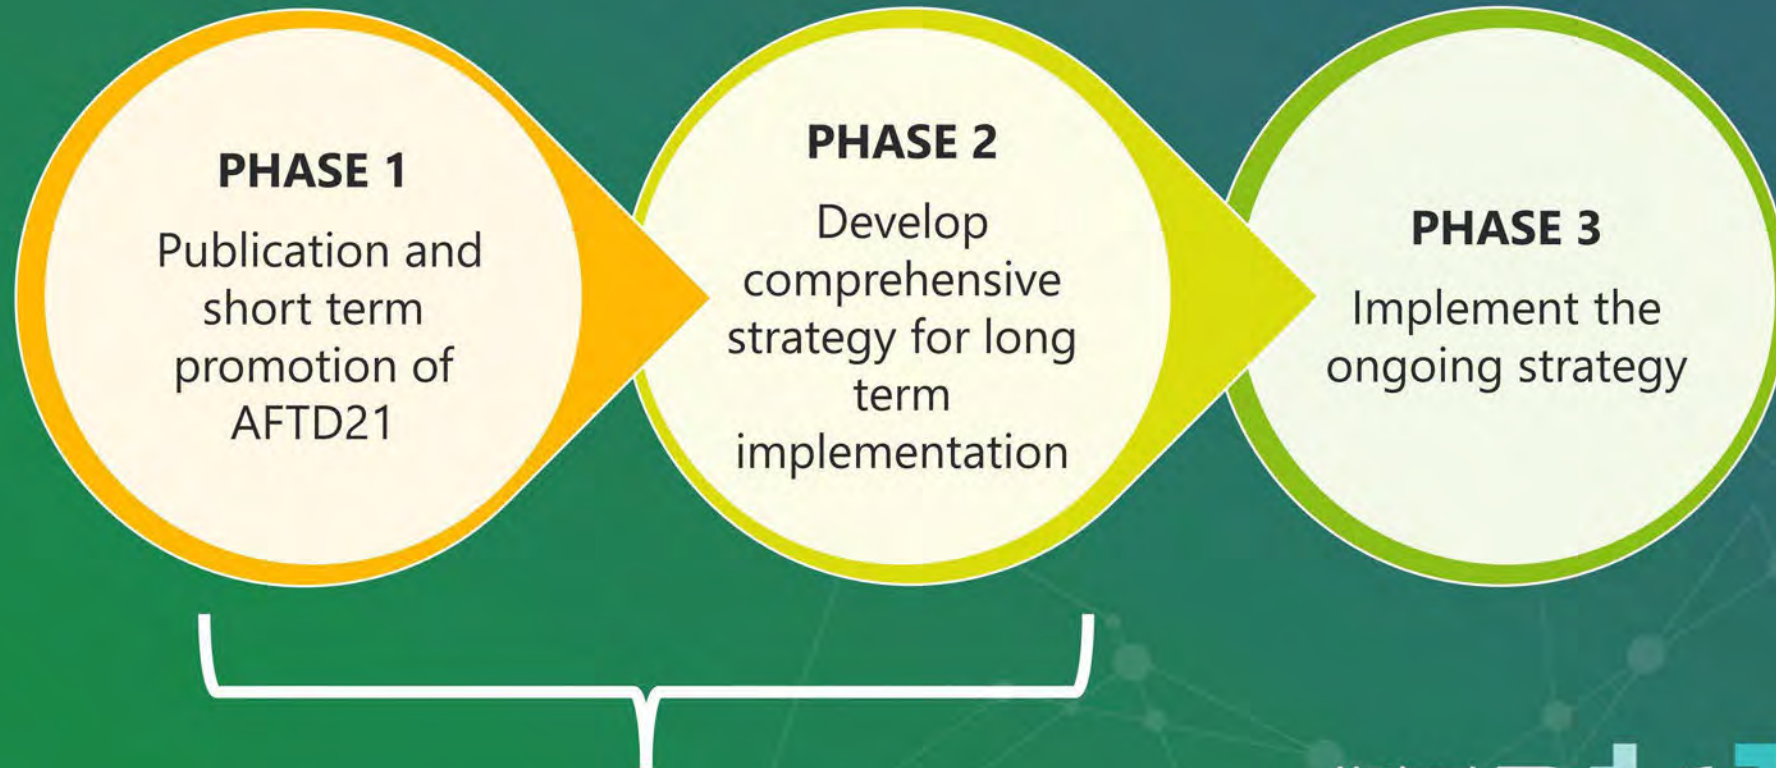 PHASE 1
Publication and
short term
promotion of
AFTD21
PHASE 2
Develop
comprehensive
strategy for long
term
implementation
PHASE 3
Implement the
ongoing strategy